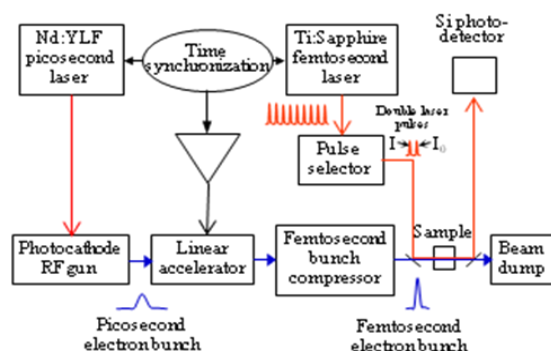 Nd:YLF
picosecond
laser
Time
synchronization
Ti:Sapphire
femtosecond
laser
Si photo-
detector
Double laser
pulses
I I₀
Pulse
selector
Photocathode
RF gun
Linear
accelerator
Femtosecond
bunch
compressor
Sample
Beam
dump
Picosecond
electron bunch
Femtosecond
electron bunch